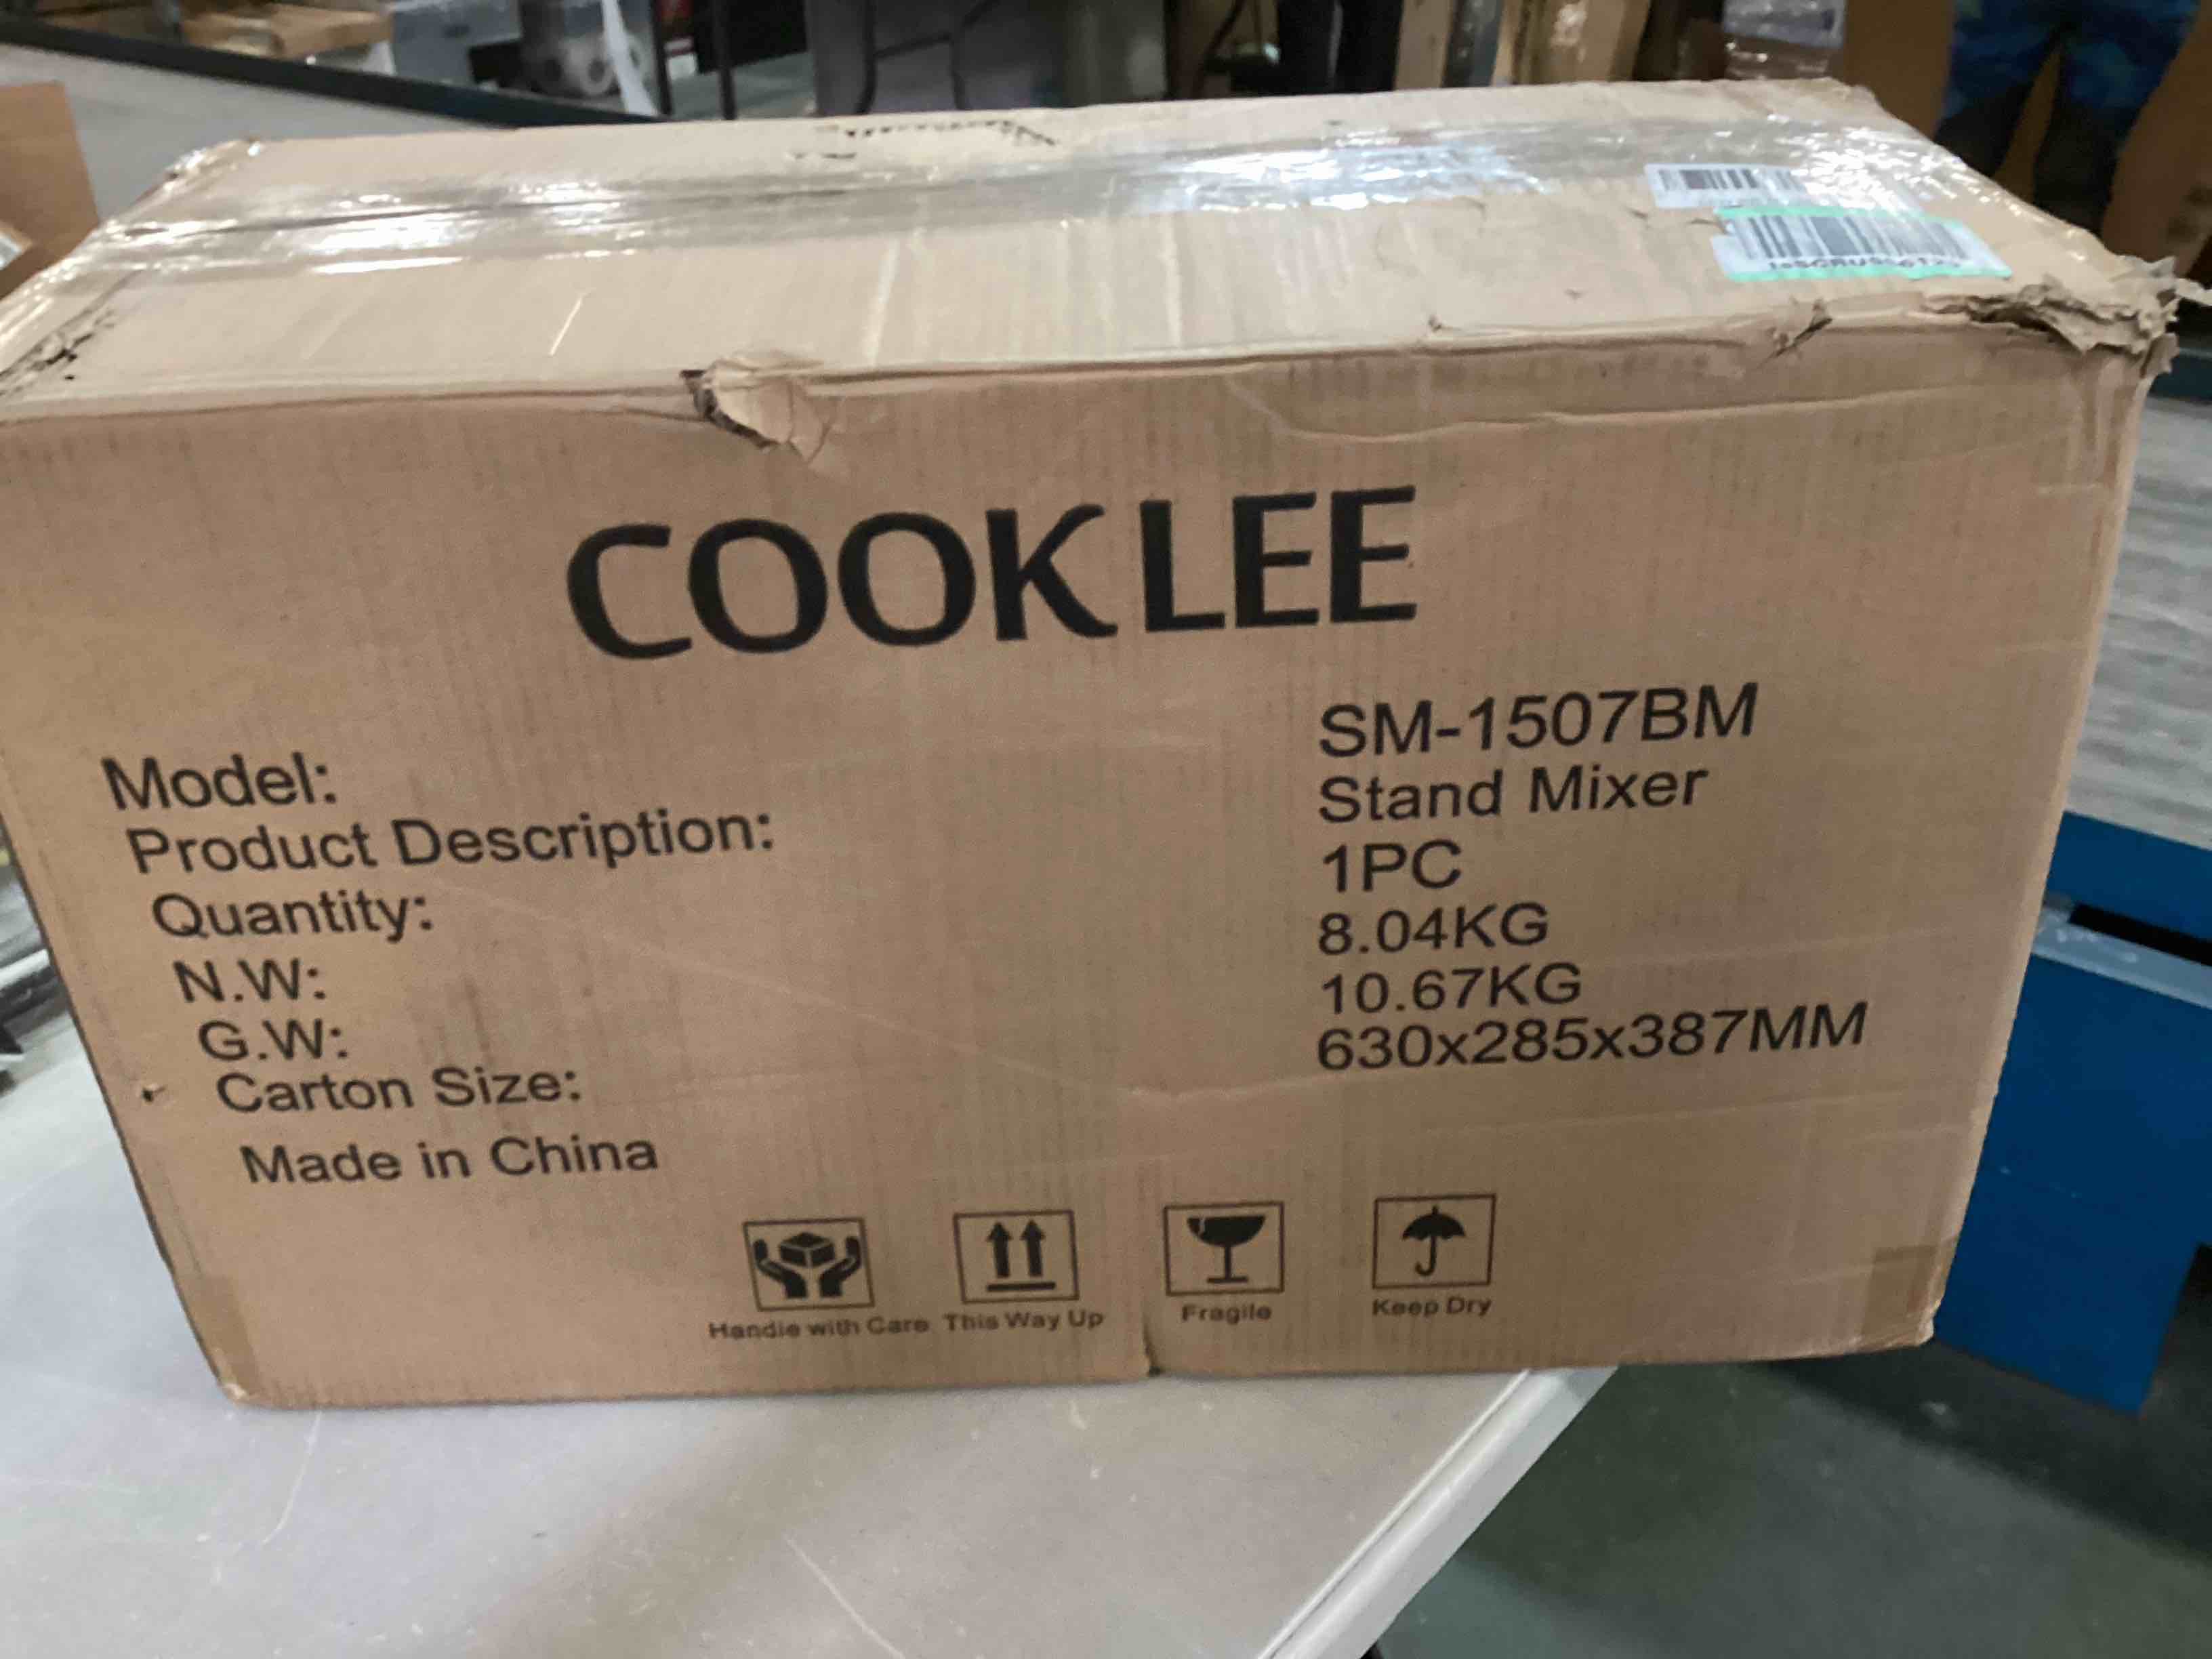 COOKLEE
Model: SM-1507BM
Product Description: Stand Mixer
Quantity: 1PC
N.W: 8.04KG
G.W: 10.67KG
Carton Size: 630x285x387MM
Made in China
Handle with Care This Way Up Fragile Keep Dry